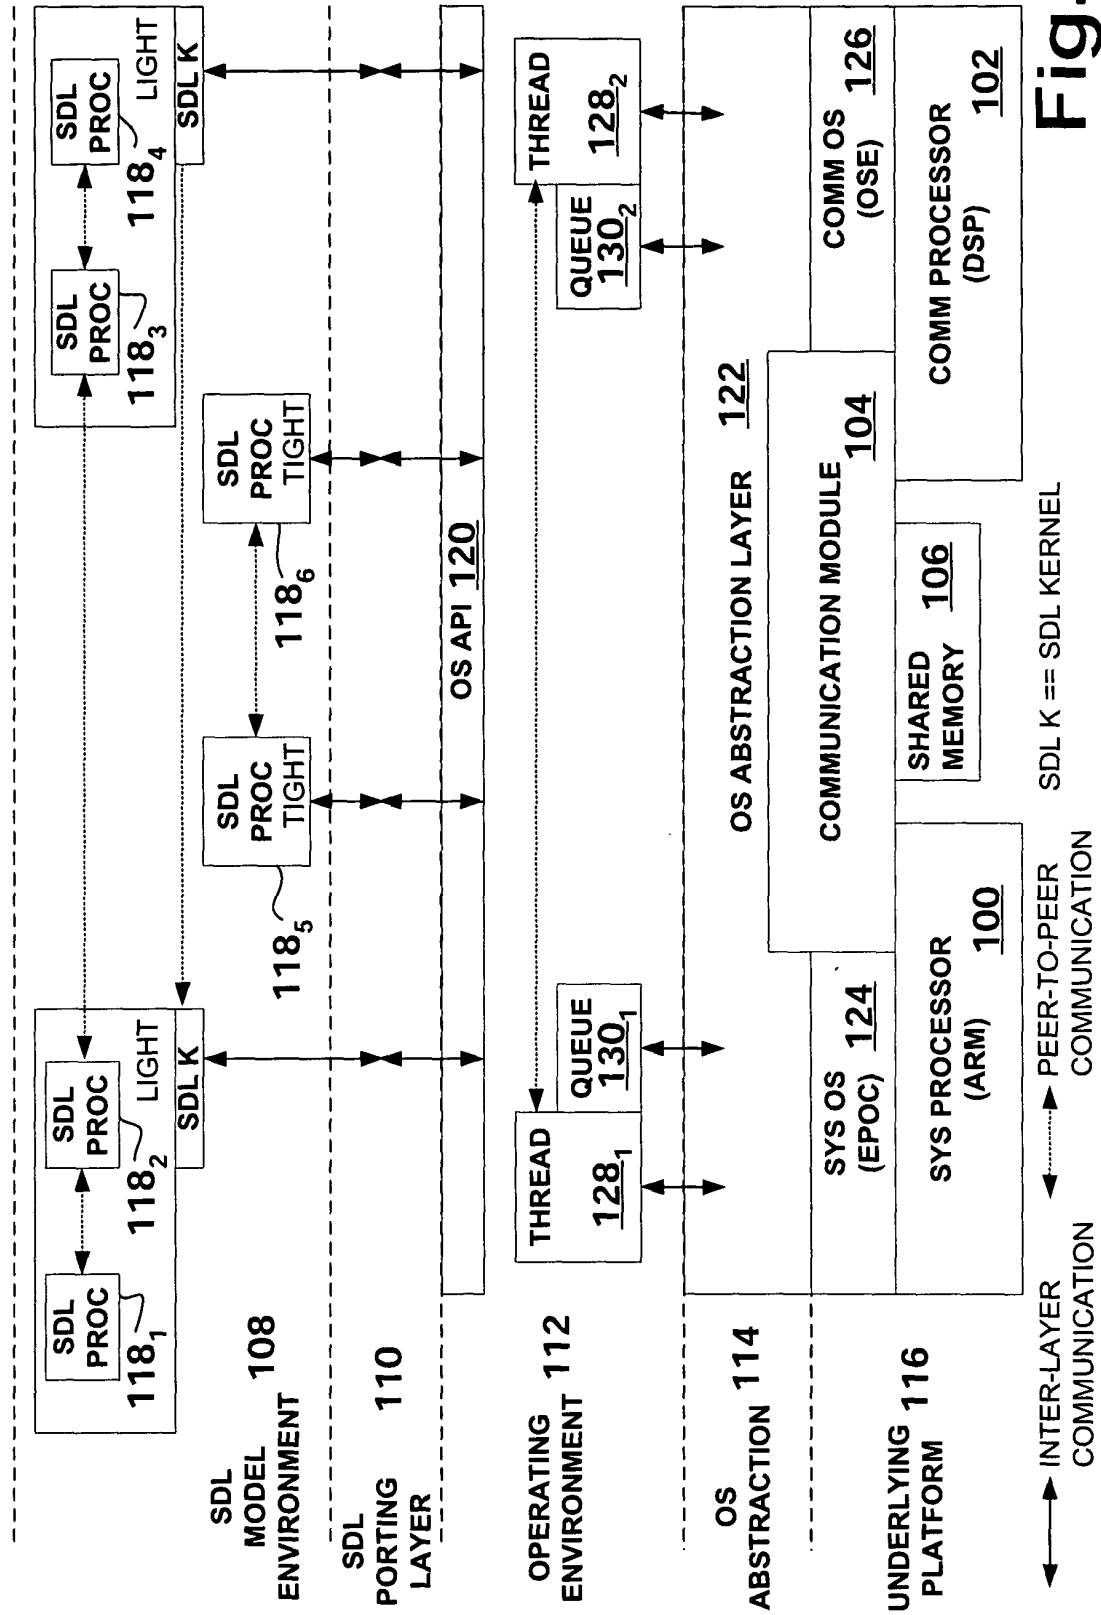 SDL
PROC
118₁
SDL
PROC
118₂
LIGHT
SDL K
SDL
PROC
118₃
SDL
PROC
118₄
LIGHT
SDL K
SDL
MODEL
ENVIRONMENT 108
SDL
PROC
TIGHT
118₅
SDL
PROC
TIGHT
118₆
SDL
PORTING
LAYER 110
OS API 120
OPERATING
ENVIRONMENT 112
THREAD
128₁
QUEUE
130₁
QUEUE
130₂
THREAD
128₂
OS
ABSTRACTION 114
OS ABSTRACTION LAYER 122
UNDERLYING
PLATFORM 116
SYS OS
(EPOC) 124
COMMUNICATION MODULE 104
COMM OS
(OSE) 126
SYS PROCESSOR
(ARM) 100
SHARED
MEMORY 106
COMM PROCESSOR
(DSP) 102
INTER-LAYER
COMMUNICATION
PEER-TO-PEER
COMMUNICATION
SDL K == SDL KERNEL
Fig.